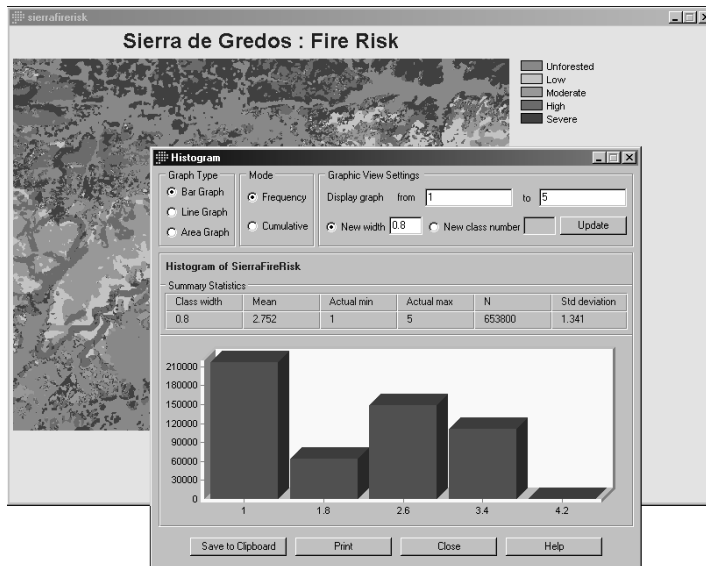 sierrafirerisk
Sierra de Gredos : Fire Risk
Unforested
Low
Moderate
High
Severe
Histogram
Graph Type
Bar Graph
Line Graph
Area Graph
Mode
Frequency
Cumulative
Graphic View Settings
Display graph from 1 to 5
New width 0.8 New class number Update
Histogram of SierraFireRisk
Summary Statistics
Class width Mean Actual min Actual max N Std deviation
0.8 2.752 1 5 653800 1.341
210000
180000
150000
120000
90000
60000
30000
0
1 1.8 2.6 3.4 4.2
Save to Clipboard Print Close Help